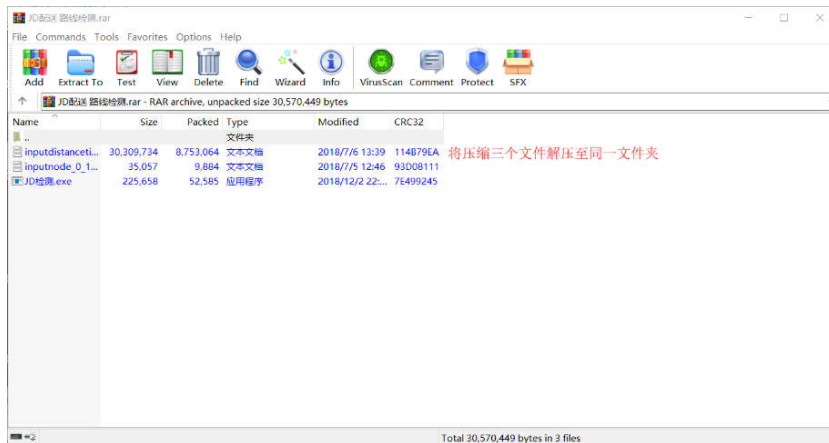 JD配送 路线检测.rar
File Commands Tools Favorites Options Help
Add Extract To Test View Delete Find Wizard Info VirusScan Comment Protect SFX
JD配送 路线检测.rar - RAR archive, unpacked size 30,570,449 bytes
Name Size Packed Type Modified CRC32
.. 文件夹
inputdistanceti... 30,309,734 8,753,064 文本文档 2018/7/6 13:39 114B79EA
将压缩三个文件解压至同一文件夹
inputnode_0_1... 35,057 9,884 文本文档 2018/7/5 12:46 93D08111
JD检测.exe 225,658 52,585 应用程序 2018/12/2 22:... 7E499245
Total 30,570,449 bytes in 3 files